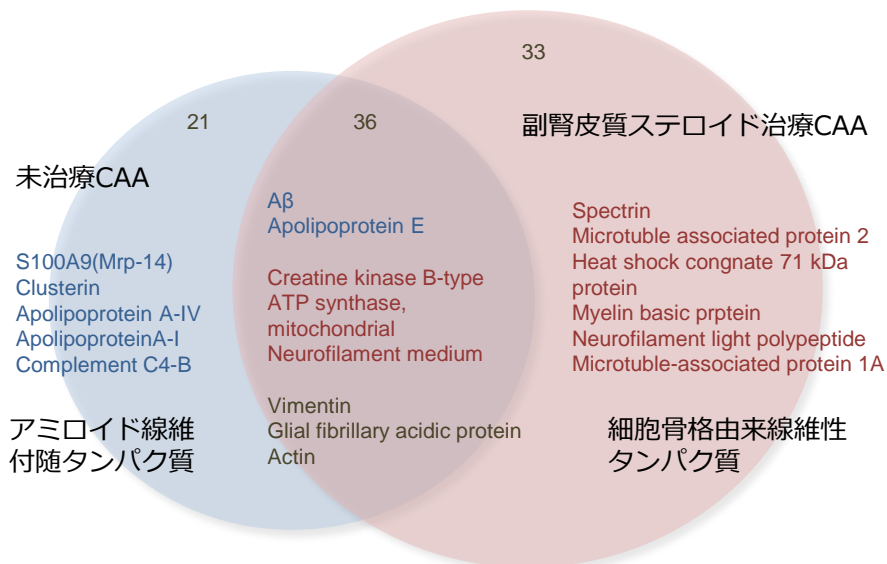 33
21
36
副腎皮質ステロイド治療CAA
未治療CAA
Aβ
Apolipoprotein E
Spectrin
Microtuble associated protein 2
Heat shock congnate 71 kDa
protein
Myelin basic prptein
Neurofilament light polypeptide
Microtuble-associated protein 1A
S100A9(Mrp-14)
Clusterin
Apolipoprotein A-IV
ApolipoproteinA-I
Complement C4-B
Creatine kinase B-type
ATP synthase,
mitochondrial
Neurofilament medium
Vimentin
Glial fibrillary acidic protein
Actin
アミロイド線維
付随タンパク質
細胞骨格由来線維性
タンパク質